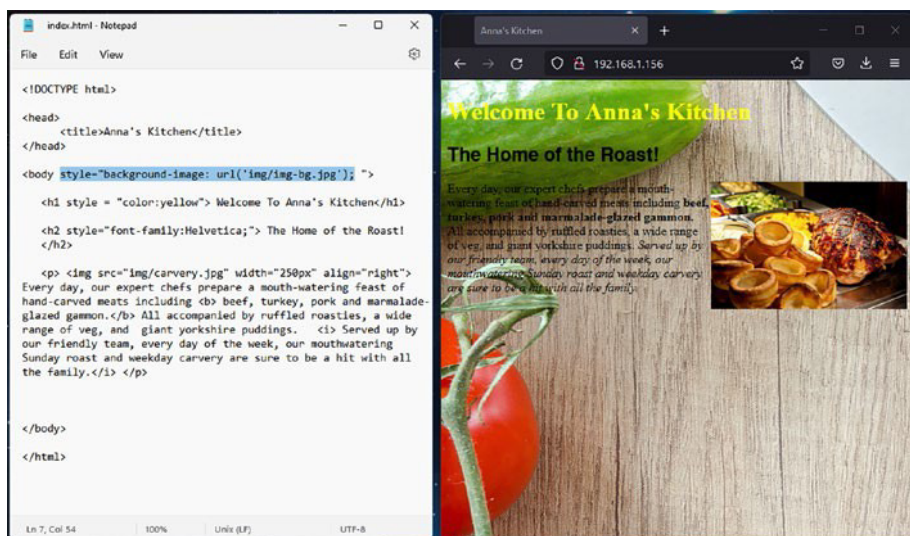 index.html - Notepad
File Edit View
<!DOCTYPE html>
<head>
<title>Anna's Kitchen</title>
</head>
<body style="background-image: url('img/img-bg.jpg'); ">
<h1 style = "color:yellow"> Welcome To Anna's Kitchen</h1>
<h2 style="font-family:Helvetica;"> The Home of the Roast!
</h2>
<p> <img src="img/carvery.jpg" width="250px" align="right">
Every day, our expert chefs prepare a mouth-watering feast of
hand-carved meats including <b> beef, turkey, pork and marmalade-
glazed gammon.</b> All accompanied by ruffled roasties, a wide
range of veg, and giant yorkshire puddings. <i> Served up by
our friendly team, every day of the week, our mouthwatering
Sunday roast and weekday carvery are sure to be a hit with all
the family.</i> </p>
</body>
</html>
Ln 7, Col 54 100% Unix (LF) UTF-8
Anna's Kitchen
192.168.1.156
Welcome To Anna's Kitchen
The Home of the Roast!
Every day, our expert chefs prepare a mouth-
watering feast of hand-carved meats including beef,
turkey, pork and marmalade-glazed gammon.
All accompanied by ruffled roasties, a wide range
of veg, and giant yorkshire puddings. Served up by
our friendly team, every day of the week, our
mouthwatering Sunday roast and weekday carvery
are sure to be a hit with all the family.